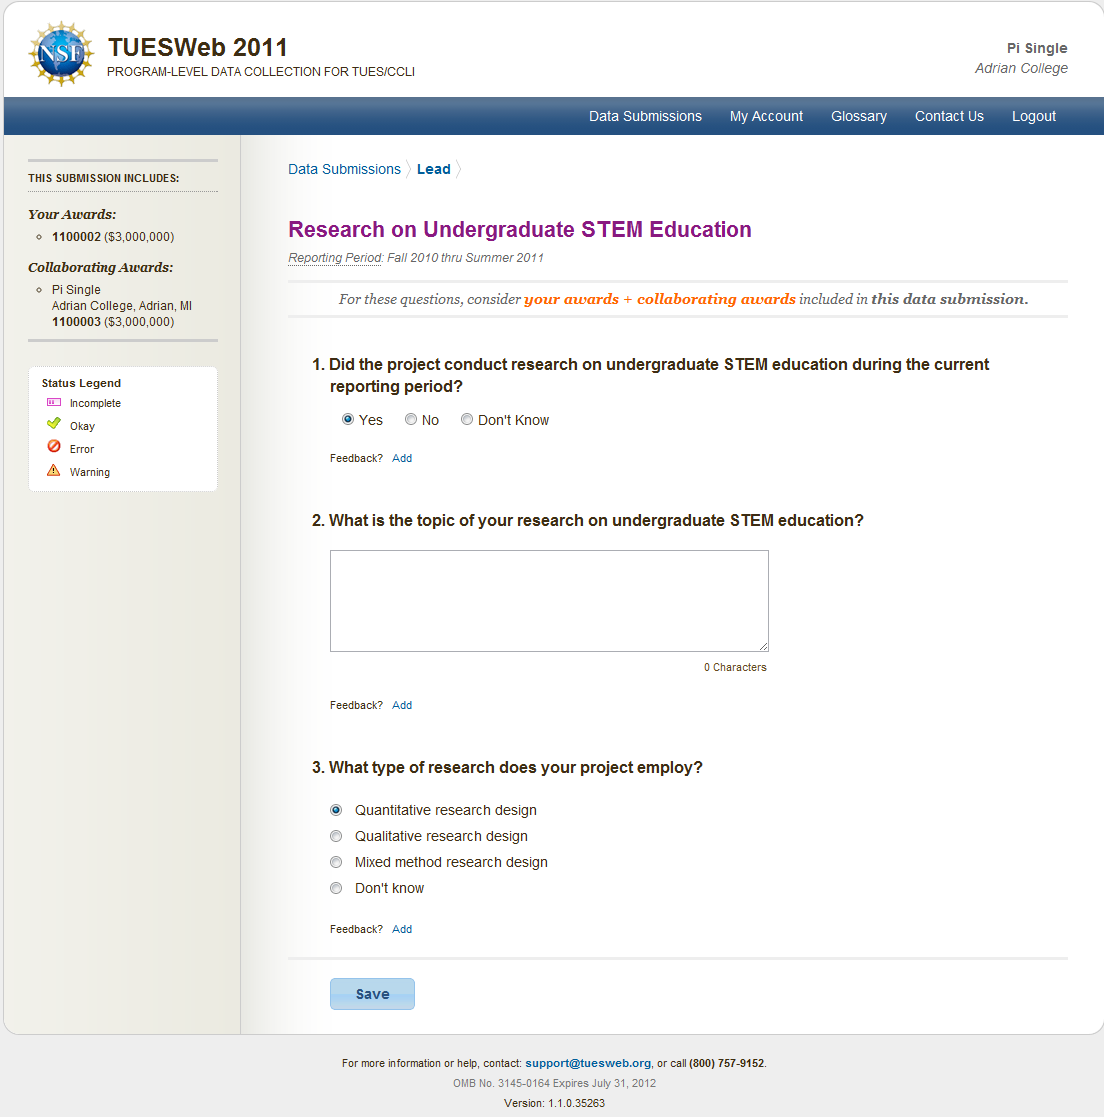 NSF
TUESWeb 2011
PROGRAM-LEVEL DATA COLLECTION FOR TUES/CCLI
Pi Single
Adrian College
Data Submissions My Account Glossary Contact Us Logout
THIS SUBMISSION INCLUDES:
Your Awards:
1100002 ($3,000,000)
Collaborating Awards:
Pi Single
Adrian College, Adrian, MI
1100003 ($3,000,000)
Status Legend
Incomplete
Okay
Error
Warning
Data Submissions Lead
Research on Undergraduate STEM Education
Reporting Period: Fall 2010 thru Summer 2011
For these questions, consider your awards + collaborating awards included in this data submission.
1. Did the project conduct research on undergraduate STEM education during the current
reporting period?
Yes No Don't Know
Feedback? Add
2. What is the topic of your research on undergraduate STEM education?
0 Characters
Feedback? Add
3. What type of research does your project employ?
Quantitative research design
Qualitative research design
Mixed method research design
Don't know
Feedback? Add
Save
For more information or help, contact: support@tuesweb.org, or call (800) 757-9152.
OMB No. 3145-0164 Expires July 31, 2012
Version: 1.1.0.35263